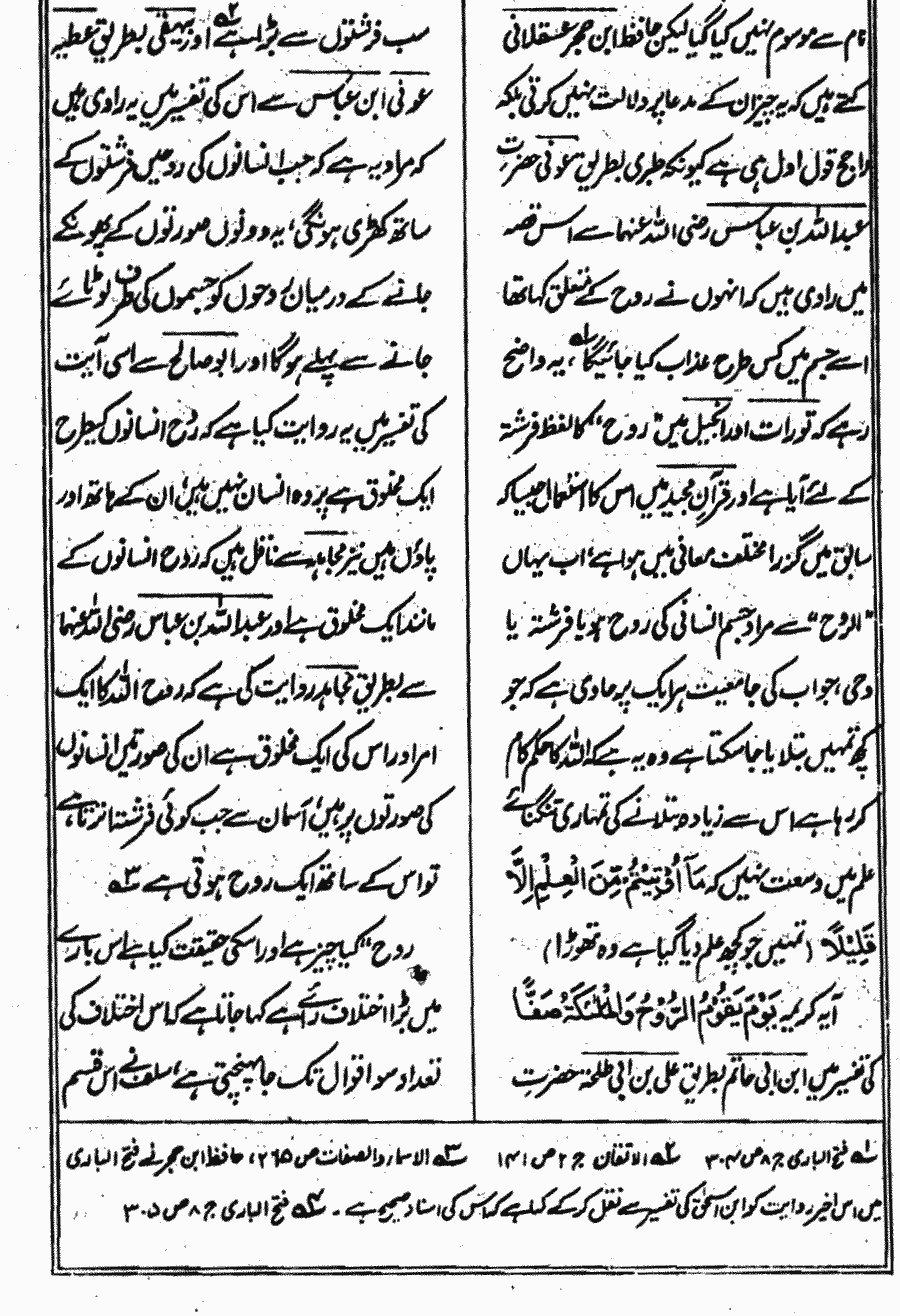 نام سے موسوم نہیں کیا گیا لیکن حافظ ابن حجر عسقلانی
کہتے ہیں کہ یہ چیز ان کے مدعا پر دلالت نہیں کرتی بلکہ
راجح قول اول ہی ہے کیونکہ طبری بطریق عوفی حضرت
عبداللہ بن عباس رضی اللہ عنہما سے اس قصہ
میں راوی ہیں کہ انہوں نے روح کے متعلق کہا تھا
اسے جسم میں کس طرح عذاب کیا جائیگا ۱؎، یہ واضح
رہے کہ تورات اور انجیل میں "روح" کا لفظ فرشتہ
کے لئے آیا ہے اور قرآن مجید میں اس کا استعمال جیسا کہ
سابق میں گزرا مختلف معانی میں ہوا ہے، اب یہاں
"الروح" سے مراد جسم انسانی کی روح ہو یا فرشتہ یا
وحی، جواب کی جامعیت ہر ایک پر حاوی ہے کہ جو
کچھ تمہیں بتلایا جا سکتا ہے وہ یہ ہے کہ اللہ کا حکم کام
کر رہا ہے اس سے زیادہ بتلانے کی تمہاری تنگنائے
علم میں وسعت نہیں کہ مَآ اُوْتِيْتُمْ مِّنَ الْعِلْمِ اِلَّا
قَلِيْلًا (تمہیں جو کچھ علم دیا گیا ہے وہ تھوڑا)
آیہ کریمہ يَوْمَ يَقُوْمُ الرُّوْحُ وَالْمَلٰٓئِكَةُ صَفًّا
کی تفسیر میں ابن ابی حاتم بطریق علی بن ابی طلحۃ حضرت
سب فرشتوں سے بڑا ہے ۲؎ اور بیہقی بطریق عطیہ
عوفی ابن عباس سے اس کی تفسیر میں یہ راوی ہیں
کہ مراد یہ ہے کہ جب انسانوں کی روحیں فرشتوں کے
ساتھ کھڑی ہونگی، یہ دونوں صورتوں کے پھونکے
جانے کے درمیان روحوں کو جسموں کی طرف لوٹائے
جانے سے پہلے ہوگا اور ابو صالح سے اسی آیت
کی تفسیر میں یہ روایت کیا ہے کہ روح انسانوں کیطرح
ایک مخلوق ہے پر وہ انسان نہیں ہیں، ان کے ہاتھ اور
پاؤں ہیں نیز مجاہد سے ناقل ہیں کہ روح انسانوں کے
مانند ایک مخلوق ہے اور عبداللہ بن عباس رضی اللہ عنہما
سے بطریق مجاہد روایت کی ہے کہ روح اللہ کا ایک
امر اور اس کی ایک مخلوق ہے ان کی صورتیں انسانوں
کی صورتوں پر ہیں، آسمان سے جب کوئی فرشتہ اترتا ہے،
تو اس کے ساتھ ایک روح ہوتی ہے ۳؎
روح" کیا چیز ہے اور اسکی حقیقت کیا ہے اس بارے
میں بڑا اختلاف رائے ہے کہا جاتا ہے کہ اس اختلاف کی
تعداد سو اقوال تک جا پہنچتی ہے، سلف نے اس قسم
۱؎ فتح الباری ج ۸ ص ۳۰۴ ۲؎ الاتقان ج ۲ ص ۱۴۱ ۳؎ الاسماء والصفات ص ۲۶۵، حافظ ابن حجر نے فتح الباری
میں اس اخیر روایت کو ابن اسحٰق کی تفسیر سے نقل کر کے کہا ہے کہ اس کی اسناد صحیح ہے ۔ ۴؎ فتح الباری ج ۸ ص ۳۰۵